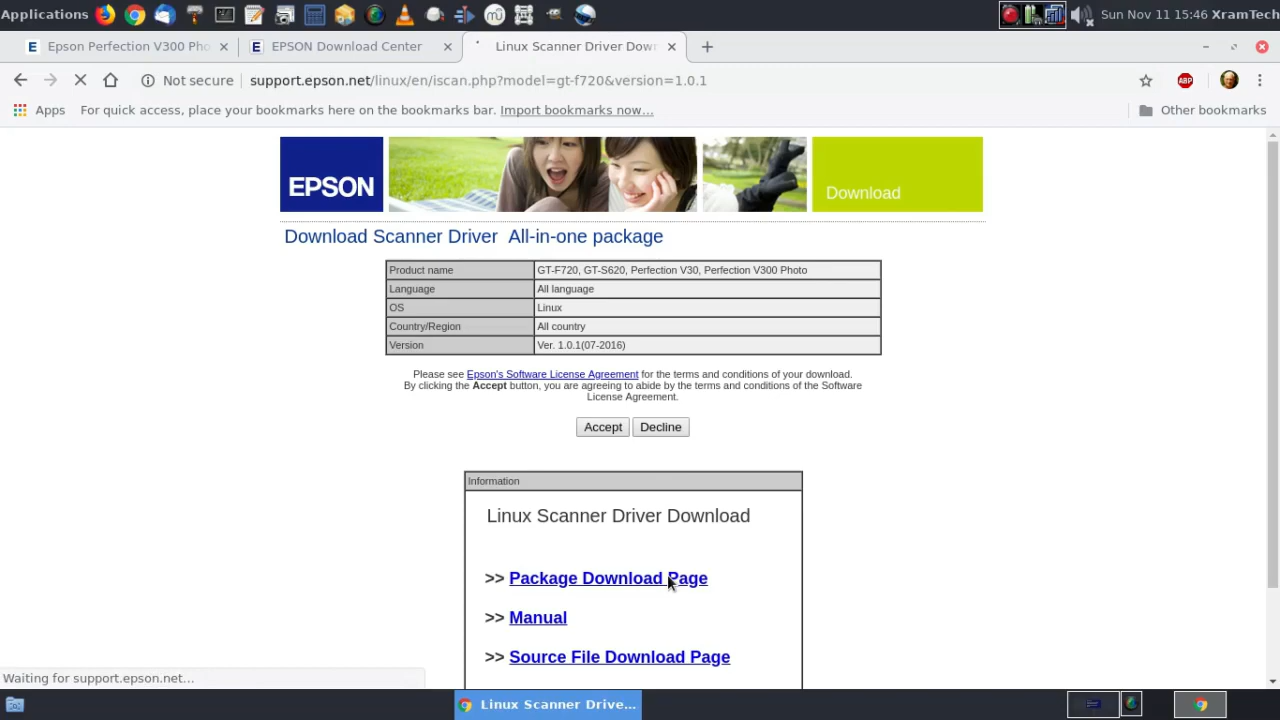 Applications
Sun Nov 11 15:46 XramTech
Epson Perfection V300 Pho
EPSON Download Center
Linux Scanner Driver Down
Not secure
support.epson.net/linux/en/iscan.php?model=gt-f720&version=1.0.1
ABP
Apps
For quick access, place your bookmarks here on the bookmarks bar. Import bookmarks now...
Other bookmarks
EPSON
Download
Download Scanner Driver All-in-one package
Product name GT-F720, GT-S620, Perfection V30, Perfection V300 Photo
Language All language
OS Linux
Country/Region All country
Version Ver. 1.0.1(07-2016)
Please see Epson's Software License Agreement for the terms and conditions of your download.
By clicking the Accept button, you are agreeing to abide by the terms and conditions of the Software
License Agreement.
Accept Decline
Information
Linux Scanner Driver Download
>> Package Download Page
>> Manual
>> Source File Download Page
Waiting for support.epson.net...
Linux Scanner Drive...